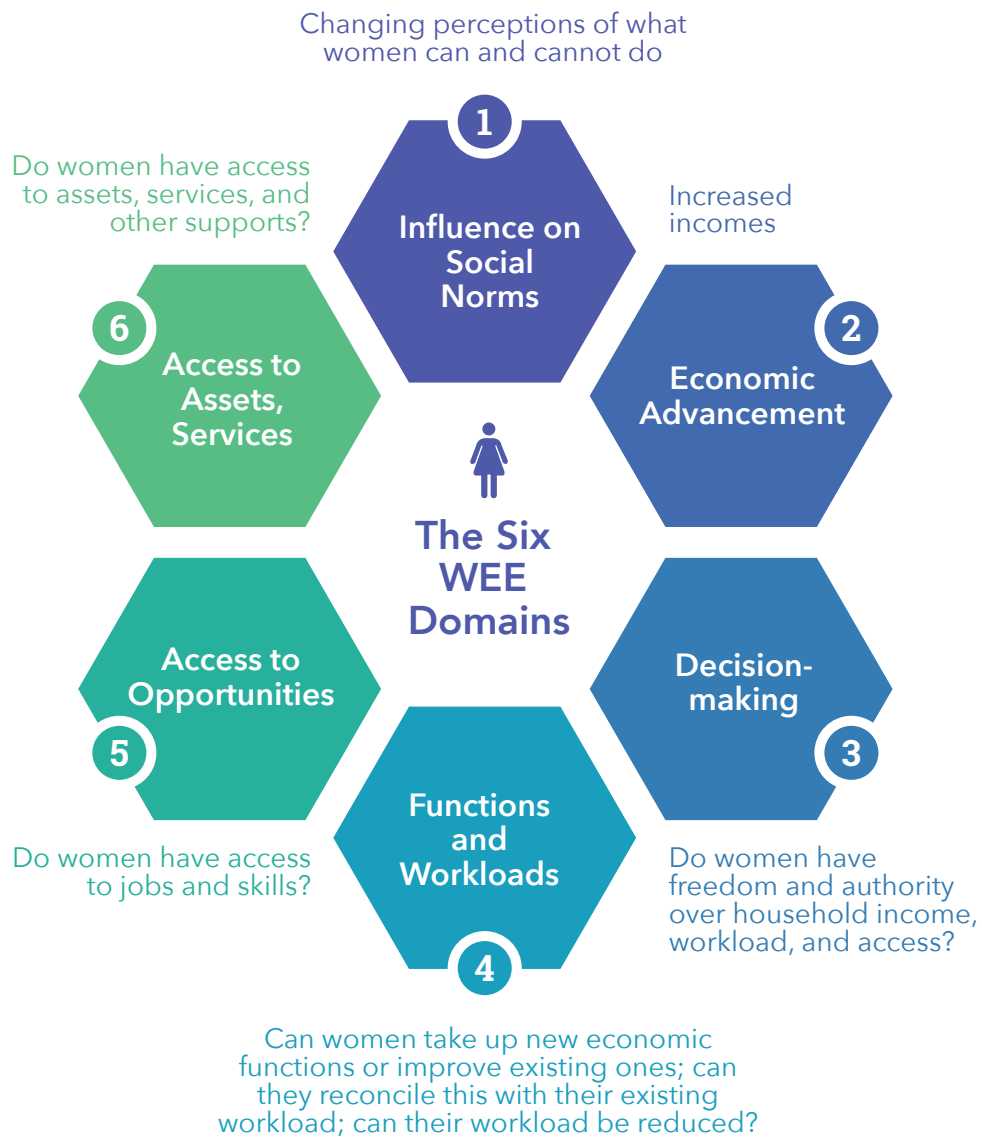 Changing perceptions of what
women can and cannot do
1
Influence on
Social
Norms
Increased
incomes
2
Economic
Advancement
Decision-
making
3
Do women have
freedom and authority
over household income,
workload, and access?
Functions
and
Workloads
4
Can women take up new economic
functions or improve existing ones; can
they reconcile this with their existing
workload; can their workload be reduced?
Access to
Opportunities
5
Do women have access
to jobs and skills?
Do women have access
to assets, services, and
other supports?
6
Access to
Assets,
Services
The Six
WEE
Domains